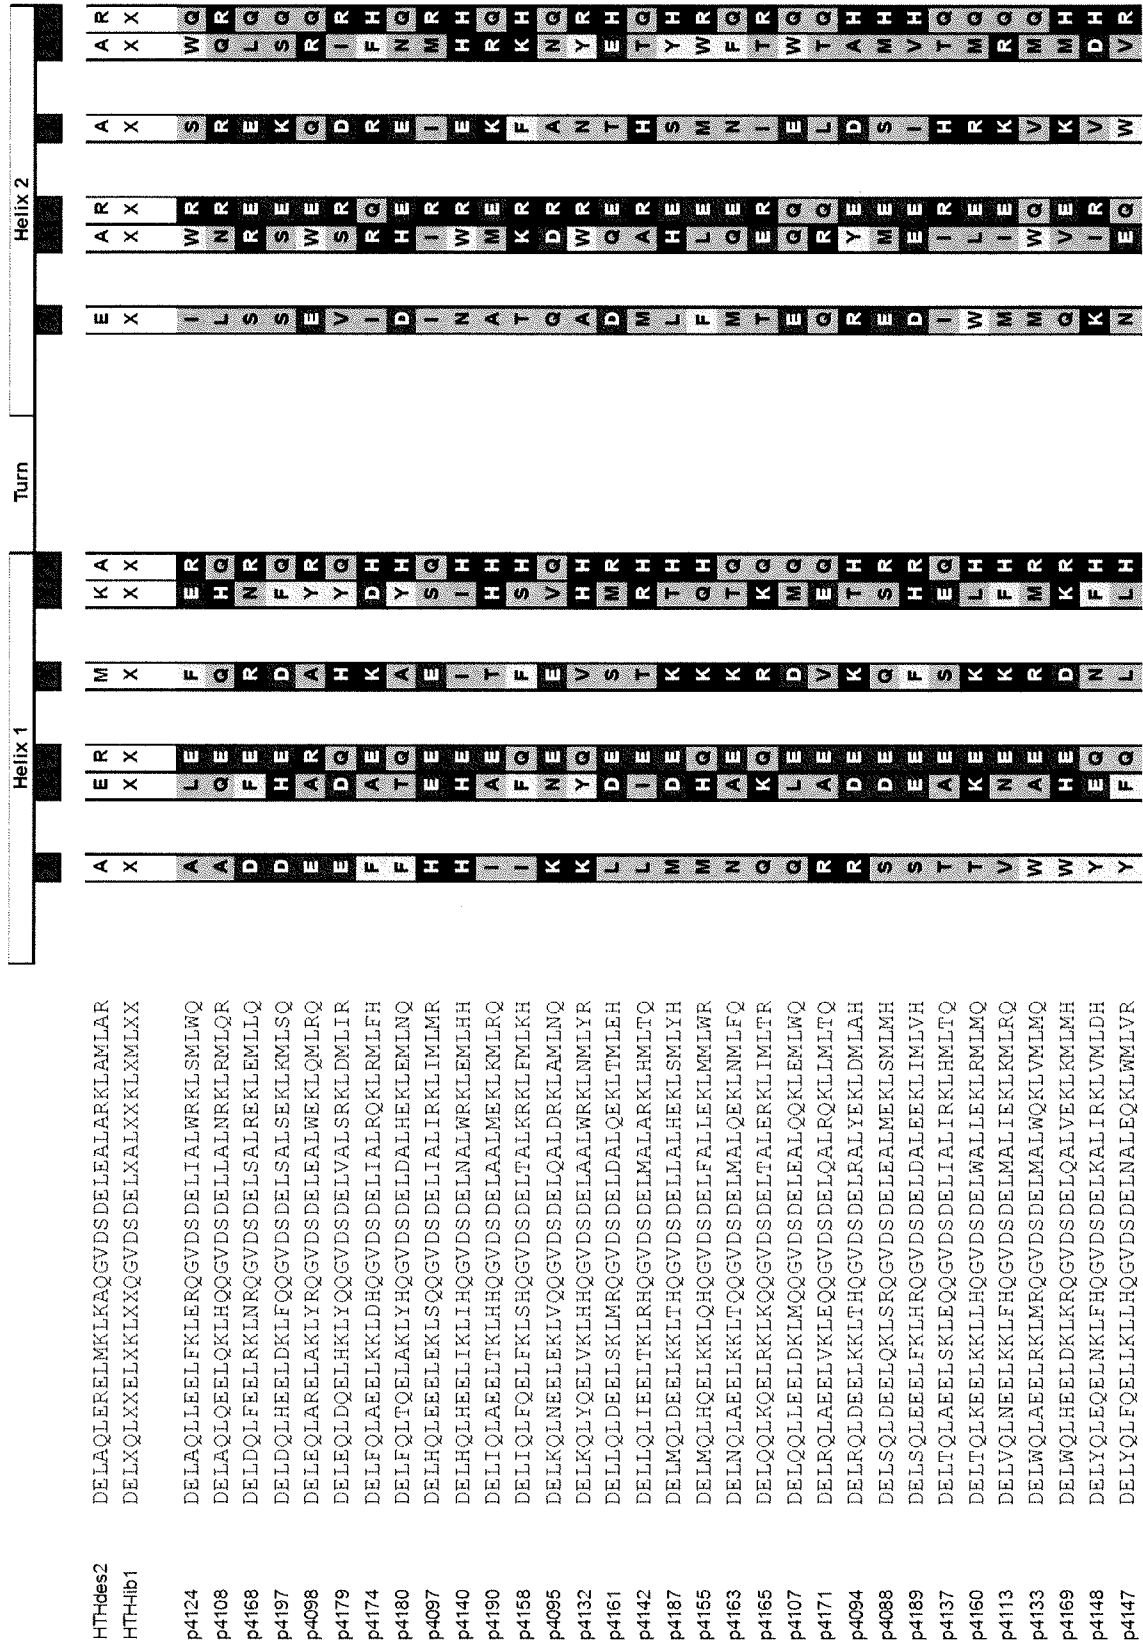 Helix 1 Turn Helix 2
HTHdes2 DELAQLERELMKLKAQGVDSDELEALARKLAMLAR A E R M K A E A R A A R
HTH-lib1 DELXQLXXELXKLXXQGVDSDELXALXXKLXMLXX X X X X X X X X X X X X
p4124 DELAQLLEELFKLERQGVDSDELIALWRKLSMLWQ A L E F E R I W R S W Q
p4108 DELAQLQEELQKLHQQGVDSDELLALNRKLRMLQR A Q E Q H Q L N R R Q R
p4168 DELDQLFEELRKLNRQGVDSDELSALREKLEMLLQ D F E R N R S R E E L Q
p4197 DELDQLHEELDKLFQQGVDSDELSALSEKLKMLSQ D H E D F Q S S E K S Q
p4098 DELEQLARELAKLYRQGVDSDELEALWEKLQMLRQ E A R A Y R E W E Q R Q
p4179 DELEQLDQELHKLYQQGVDSDELVALSRKLDMLIR E D Q H Y Q V S R D I R
p4174 DELFQLAEELKKLDHQGVDSDELIALRQKLRMLFH F A E K D H I R Q R F H
p4180 DELFQLTQELAKLYHQGVDSDELDALHEKLEMLNQ F T Q A Y H D H E E N Q
p4097 DELHQLEEELEKLSQQGVDSDELIALIRKLIMLMR H E E E S Q I I R I M R
p4140 DELHQLHEELIKLIHQGVDSDELNALWRKLEMLHH H H E I I H N W R E H H
p4190 DELIQLAEELTKLHHQGVDSDELAALMEKLKMLRQ I A E T H H A M E K R Q
p4158 DELIQLFQELFKLSHQGVDSDELTALKRKLFMLKH I F Q F S H T K R F K H
p4095 DELKQLNEELEKLVQQGVDSDELQALDRKLAMLNQ K N E E V Q Q D R A N Q
p4132 DELKQLYQELVKLHHQGVDSDELAALWRKLNMLYR K Y Q V H H A W R N Y R
p4161 DELLQLDEELSKLMRQGVDSDELDALQEKLTMLEH L D E S M R D Q E T E H
p4142 DELLQLIEELTKLRHQGVDSDELMALARKLHMLTQ L I E T R H M A R H T Q
p4187 DELMQLDEELKKLTHQGVDSDELLALHEKLSMLYH M D E K T H L H E S Y H
p4155 DELMQLHQELKKLQHQGVDSDELFALLEKLMMLWR M H Q K Q H F L E M W R
p4163 DELNQLAEELKKLTQQGVDSDELMALQEKLNMLFQ N A E K T Q M Q E N F Q
p4165 DELQQLKQELRKLKQQGVDSDELTALERKLIMLTR Q K Q R K Q T E R I T R
p4107 DELQQLLEELDKLMQQGVDSDELEALQQKLEMLWQ Q L E D M Q E Q Q E W Q
p4171 DELRQLAEELVKLEQQGVDSDELQALRQKLLMLTQ R A E V E Q Q R Q L T Q
p4094 DELRQLDEELKKLTHQGVDSDELRALYEKLDMLAH R D E K T H R Y E D A H
p4088 DELSQLDEELQKLSRQGVDSDELEALMEKLSMLMH S D E Q S R E M E S M H
p4189 DELSQLEEELFKLHRQGVDSDELDALEEKLIMLVH S E E F H R D E E I V H
p4137 DELTQLAEELSKLEQQGVDSDELIALIRKLHMLTQ T A E S E Q I I R H T Q
p4160 DELTQLKEELKKLLHQGVDSDELWALLEKLRMLMQ T K E K L H W L E R M Q
p4113 DELVQLNEELKKLFHQGVDSDELMALIEKLKMLRQ V N E K F H M I E K R Q
p4133 DELWQLAEELRKLMRQGVDSDELMALWQKLVMLMQ W A E R M R M W Q V M Q
p4169 DELWQLHEELDKLKRQGVDSDELQALVEKLKMLMH W H E D K R Q V E K M H
p4148 DELYQLEQELNKLFHQGVDSDELKALIRKLVMLDH Y E Q N F H K I R V D H
p4147 DELYQLFQELLKLLHQGVDSDELNALEQKLWMLVR Y F Q L L H N E Q W V R